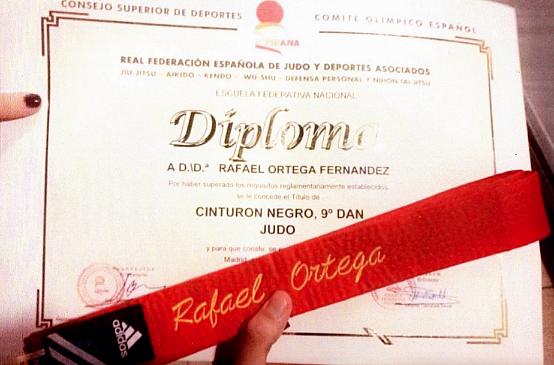 CONSEJO SUPERIOR DE DEPORTES
COMITE OLIMPICO ESPAÑOL
ESPAÑA
REAL FEDERACIÓN ESPAÑOLA DE JUDO Y DEPORTES ASOCIADOS
JIU-JITSU - AIKIDO - KENDO - WU-SHU - DEFENSA PERSONAL Y NIHON TAI-JITSU
ESCUELA FEDERATIVA NACIONAL
Diploma
A D.\D.ª RAFAEL ORTEGA FERNANDEZ
Por haber superado los requisitos reglamentariamente establecidos
se le concede el Título de
CINTURON NEGRO, 9º DAN
JUDO
y para que conste, se
Madrid,
Rafael Ortega
adidas